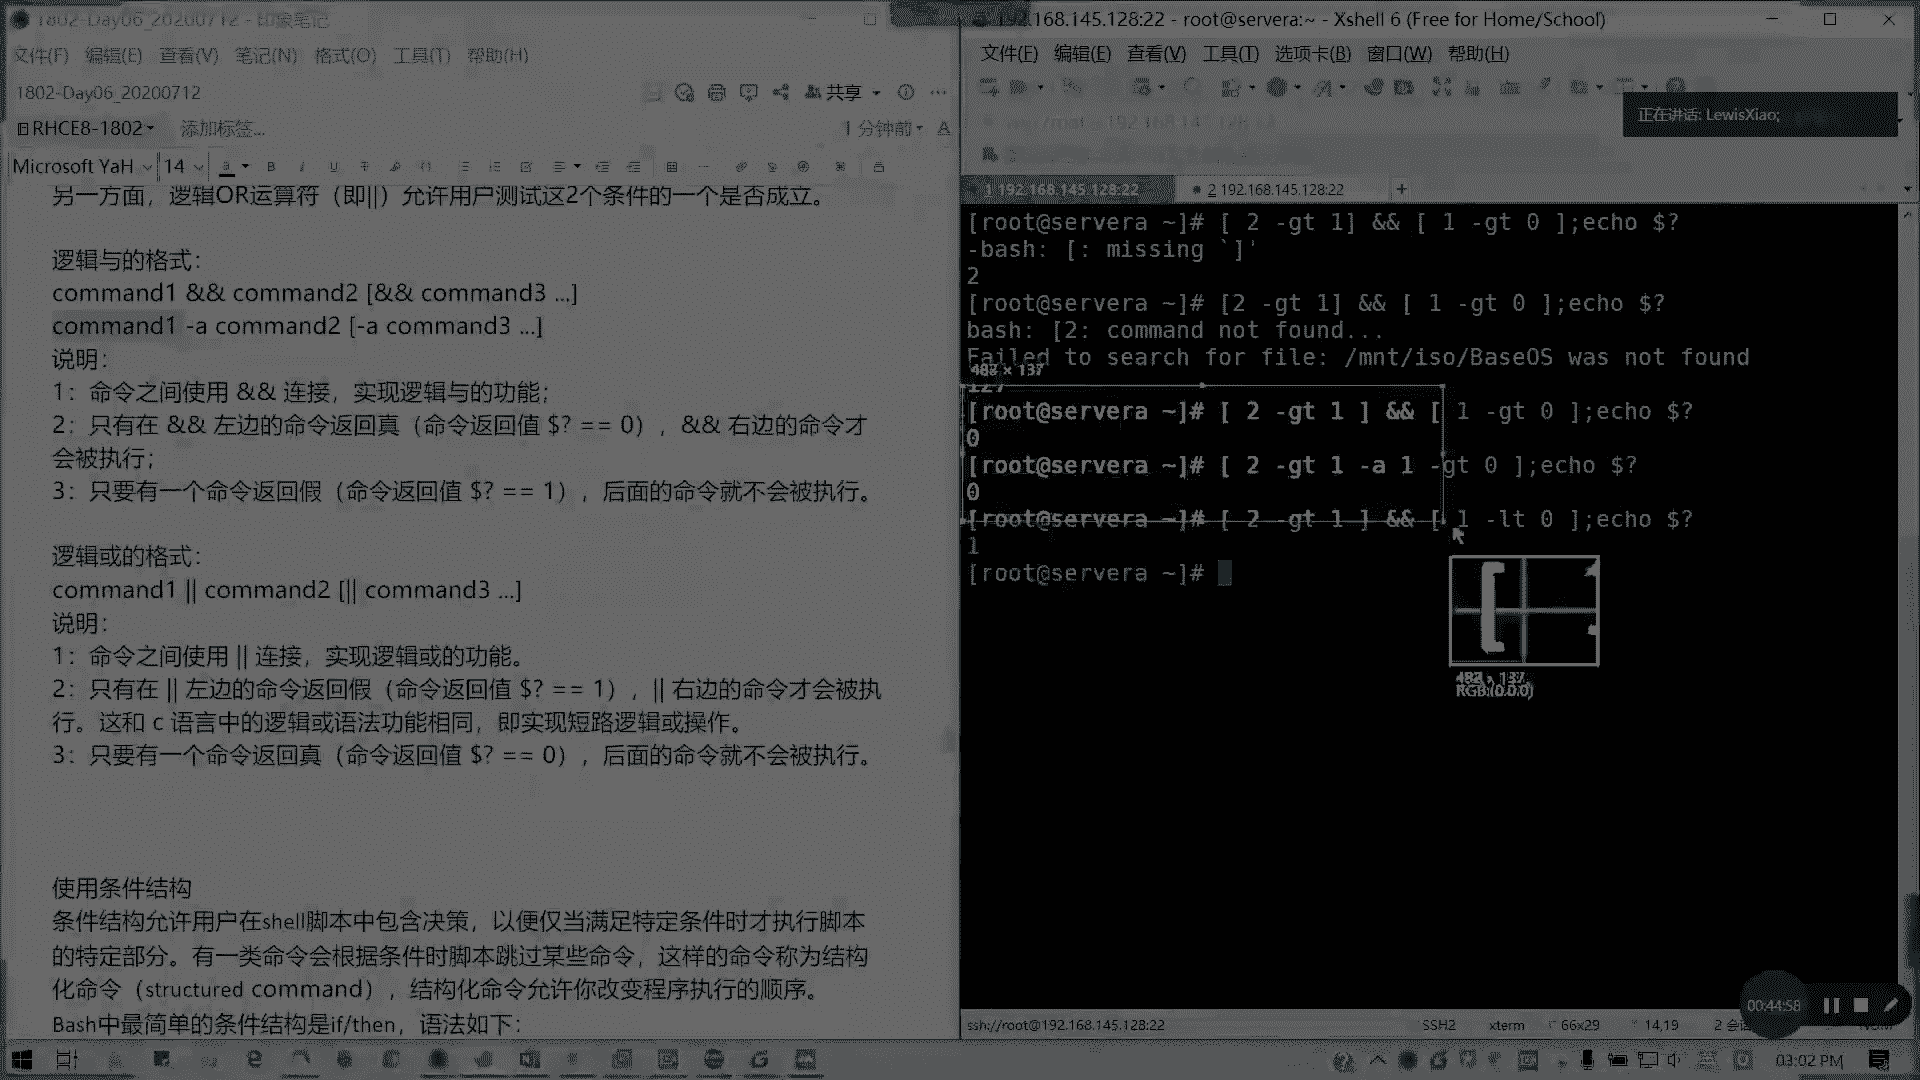 1802-Day06_20200712 - 印象笔记
文件(F) 编辑(E) 查看(V) 笔记(N) 格式(O) 工具(T) 帮助(H)
1802-Day06_20200712
共享
RHCE8-1802
添加标签...
1 分钟前
Microsoft YaH 14
另一方面，逻辑OR运算符（即||）允许用户测试这2个条件的一个是否成立。
逻辑与的格式：
command1 && command2 [&& command3 ...]
command1 -a command2 [-a command3 ...]
说明：
1：命令之间使用 && 连接，实现逻辑与的功能；
2：只有在 && 左边的命令返回真（命令返回值 $? == 0），&& 右边的命令才
会被执行；
3：只要有一个命令返回假（命令返回值 $? == 1），后面的命令就不会被执行。
逻辑或的格式：
command1 || command2 [|| command3 ...]
说明：
1：命令之间使用 || 连接，实现逻辑或的功能。
2：只有在 || 左边的命令返回假（命令返回值 $? == 1），|| 右边的命令才会被执
行。这和 c 语言中的逻辑或语法功能相同，即实现短路逻辑或操作。
3：只要有一个命令返回真（命令返回值 $? == 0），后面的命令就不会被执行。
使用条件结构
条件结构允许用户在shell脚本中包含决策，以便仅当满足特定条件时才执行脚本
的特定部分。有一类命令会根据条件时脚本跳过某些命令，这样的命令称为结构
化命令（structured command），结构化命令允许你改变程序执行的顺序。
Bash中最简单的条件结构是if/then，语法如下：
192.168.145.128:22 - root@servera:~ - Xshell 6 (Free for Home/School)
文件(F) 编辑(E) 查看(V) 工具(T) 选项卡(B) 窗口(W) 帮助(H)
正在讲话: LewisXiao;
1 192.168.145.128:22
2 192.168.145.128:22
[root@servera ~]# [ 2 -gt 1] && [ 1 -gt 0 ];echo $?
-bash: [: missing `]'
2
[root@servera ~]# [2 -gt 1] && [ 1 -gt 0 ];echo $?
bash: [2: command not found...
Failed to search for file: /mnt/iso/BaseOS was not found
127
[root@servera ~]# [ 2 -gt 1 ] && [ 1 -gt 0 ];echo $?
0
[root@servera ~]# [ 2 -gt 1 -a 1 -gt 0 ];echo $?
0
[root@servera ~]# [ 2 -gt 1 ] && [ 1 -lt 0 ];echo $?
1
[root@servera ~]#
RGB:(0,0,0)
00:44:58
ssh://root@192.168.145.128:22
SSH2
xterm
66x29
14,19
03:02 PM